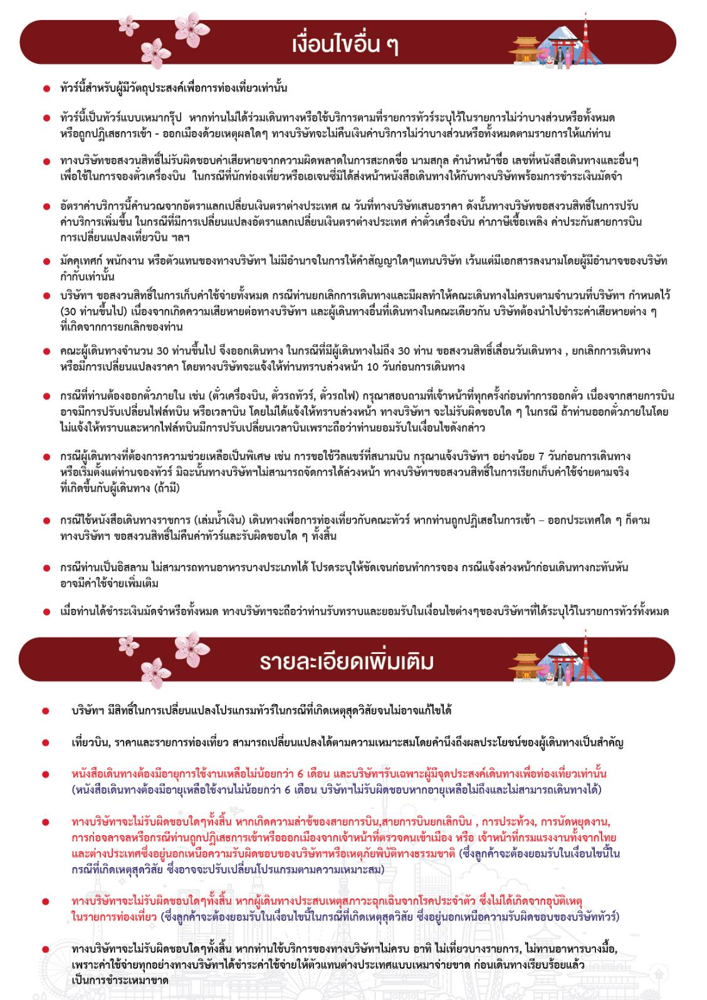 เงื่อนไขอื่น ๆ
ทัวร์นี้สำหรับผู้มีวัตถุประสงค์เพื่อการท่องเที่ยวเท่านั้น
ทัวร์นี้เป็นทัวร์แบบเหมากรุ๊ป หากท่านไม่ได้ร่วมเดินทางหรือใช้บริการตามที่รายการทัวร์ระบุไว้ในรายการไม่ว่าบางส่วนหรือทั้งหมด
หรือถูกปฏิเสธการเข้า - ออกเมืองด้วยเหตุผลใดๆ ทางบริษัทจะไม่คืนเงินค่าบริการไม่ว่าบางส่วนหรือทั้งหมดตามรายการให้แก่ท่าน
ทางบริษัทขอสงวนสิทธิ์ไม่รับผิดชอบค่าเสียหายจากความผิดพลาดในการสะกดชื่อ นามสกุล คำนำหน้าชื่อ เลขที่หนังสือเดินทางและอื่นๆ
เพื่อใช้ในการจองตั๋วเครื่องบิน ในกรณีที่นักท่องเที่ยวหรือเอเจนซี่มิได้ส่งหน้าหนังสือเดินทางให้กับทางบริษัทพร้อมการชำระเงินมัดจำ
อัตราค่าบริการนี้คำนวณจากอัตราแลกเปลี่ยนเงินตราต่างประเทศ ณ วันที่ทางบริษัทเสนอราคา ดังนั้นทางบริษัทขอสงวนสิทธิ์ในการปรับ
ค่าบริการเพิ่มขึ้น ในกรณีที่มีการเปลี่ยนแปลงอัตราแลกเปลี่ยนเงินตราต่างประเทศ ค่าตั๋วเครื่องบิน ค่าภาษีเชื้อเพลิง ค่าประกันสายการบิน
การเปลี่ยนแปลงเที่ยวบิน ฯลฯ
มัคคุเทศก์ พนักงาน หรือตัวแทนของทางบริษัทฯ ไม่มีอำนาจในการให้คำสัญญาใดๆแทนบริษัท เว้นแต่มีเอกสารลงนามโดยผู้มีอำนาจของบริษัท
กำกับเท่านั้น
บริษัทฯ ขอสงวนสิทธิ์ในการเก็บค่าใช้จ่ายทั้งหมด กรณีท่านยกเลิกการเดินทางและมีผลทำให้คณะเดินทางไม่ครบตามจำนวนที่บริษัทฯ กำหนดไว้
(30 ท่านขึ้นไป) เนื่องจากเกิดความเสียหายต่อทางบริษัทฯ และผู้เดินทางอื่นที่เดินทางในคณะเดียวกัน บริษัทต้องนำไปชำระค่าเสียหายต่าง ๆ
ที่เกิดจากการยกเลิกของท่าน
คณะผู้เดินทางจำนวน 30 ท่านขึ้นไป จึงออกเดินทาง ในกรณีที่มีผู้เดินทางไม่ถึง 30 ท่าน ขอสงวนสิทธิ์เลื่อนวันเดินทาง , ยกเลิกการเดินทาง
หรือมีการเปลี่ยนแปลงราคา โดยทางบริษัทจะแจ้งให้ท่านทราบล่วงหน้า 10 วันก่อนการเดินทาง
กรณีที่ท่านต้องออกตั๋วภายใน เช่น (ตั๋วเครื่องบิน, ตั๋วรถทัวร์, ตั๋วรถไฟ) กรุณาสอบถามที่เจ้าหน้าที่ทุกครั้งก่อนทำการออกตั๋ว เนื่องจากสายการบิน
อาจมีการปรับเปลี่ยนไฟล์ทบิน หรือเวลาบิน โดยไม่ได้แจ้งให้ทราบล่วงหน้า ทางบริษัทฯ จะไม่รับผิดชอบใด ๆ ในกรณี ถ้าท่านออกตั๋วภายในโดย
ไม่แจ้งให้ทราบและหากไฟล์ทบินมีการปรับเปลี่ยนเวลาบินเพราะถือว่าท่านยอมรับในเงื่อนไขดังกล่าว
กรณีผู้เดินทางที่ต้องการความช่วยเหลือเป็นพิเศษ เช่น การขอใช้วีลแชร์ที่สนามบิน กรุณาแจ้งบริษัทฯ อย่างน้อย 7 วันก่อนการเดินทาง
หรือเริ่มตั้งแต่ท่านจองทัวร์ มิฉะนั้นทางบริษัทฯไม่สามารถจัดการได้ล่วงหน้า ทางบริษัทฯขอสงวนสิทธิ์ในการเรียกเก็บค่าใช้จ่ายตามจริง
ที่เกิดขึ้นกับผู้เดินทาง (ถ้ามี)
กรณีใช้หนังสือเดินทางราชการ (เล่มน้ำเงิน) เดินทางเพื่อการท่องเที่ยวกับคณะทัวร์ หากท่านถูกปฏิเสธในการเข้า – ออกประเทศใด ๆ ก็ตาม
ทางบริษัทฯ ขอสงวนสิทธิ์ไม่คืนค่าทัวร์และรับผิดชอบใด ๆ ทั้งสิ้น
กรณีท่านเป็นอิสลาม ไม่สามารถทานอาหารบางประเภทได้ โปรดระบุให้ชัดเจนก่อนทำการจอง กรณีแจ้งล่วงหน้าก่อนเดินทางกะทันหัน
อาจมีค่าใช้จ่ายเพิ่มเติม
เมื่อท่านได้ชำระเงินมัดจำหรือทั้งหมด ทางบริษัทฯจะถือว่าท่านรับทราบและยอมรับในเงื่อนไขต่างๆของบริษัทฯที่ได้ระบุไว้ในรายการทัวร์ทั้งหมด
รายละเอียดเพิ่มเติม
บริษัทฯ มีสิทธิ์ในการเปลี่ยนแปลงโปรแกรมทัวร์ในกรณีที่เกิดเหตุสุดวิสัยจนไม่อาจแก้ไขได้
เที่ยวบิน, ราคาและรายการท่องเที่ยว สามารถเปลี่ยนแปลงได้ตามความเหมาะสมโดยคำนึงถึงผลประโยชน์ของผู้เดินทางเป็นสำคัญ
หนังสือเดินทางต้องมีอายุการใช้งานเหลือไม่น้อยกว่า 6 เดือน และบริษัทฯรับเฉพาะผู้มีจุดประสงค์เดินทางเพื่อท่องเที่ยวเท่านั้น
(หนังสือเดินทางต้องมีอายุเหลือใช้งานไม่น้อยกว่า 6 เดือน บริษัทฯไม่รับผิดชอบหากอายุเหลือไม่ถึงและไม่สามารถเดินทางได้)
ทางบริษัทฯจะไม่รับผิดชอบใดๆทั้งสิ้น หากเกิดความล่าช้าของสายการบิน,สายการบินยกเลิกบิน , การประท้วง, การนัดหยุดงาน,
การก่อจลาจลหรือกรณีท่านถูกปฏิเสธการเข้าหรือออกเมืองจากเจ้าหน้าที่ตรวจคนเข้าเมือง หรือ เจ้าหน้าที่กรมแรงงานทั้งจากไทย
และต่างประเทศซึ่งอยู่นอกเหนือความรับผิดชอบของบริษัทฯหรือเหตุภัยพิบัติทางธรรมชาติ (ซึ่งลูกค้าจะต้องยอมรับในเงื่อนไขนี้ใน
กรณีที่เกิดเหตุสุดวิสัย ซึ่งอาจจะปรับเปลี่ยนโปรแกรมตามความเหมาะสม)
ทางบริษัทฯจะไม่รับผิดชอบใดๆทั้งสิ้น หากผู้เดินทางประสบเหตุสภาวะฉุกเฉินจากโรคประจำตัว ซึ่งไม่ได้เกิดจากอุบัติเหตุ
ในรายการท่องเที่ยว (ซึ่งลูกค้าจะต้องยอมรับในเงื่อนไขนี้ในกรณีที่เกิดเหตุสุดวิสัย ซึ่งอยู่นอกเหนือความรับผิดชอบของบริษัททัวร์)
ทางบริษัทฯจะไม่รับผิดชอบใดๆทั้งสิ้น หากท่านใช้บริการของทางบริษัทฯไม่ครบ อาทิ ไม่เที่ยวบางรายการ, ไม่ทานอาหารบางมื้อ,
เพราะค่าใช้จ่ายทุกอย่างทางบริษัทฯได้ชำระค่าใช้จ่ายให้ตัวแทนต่างประเทศแบบเหมาจ่ายขาด ก่อนเดินทางเรียบร้อยแล้ว
เป็นการชำระเหมาขาด